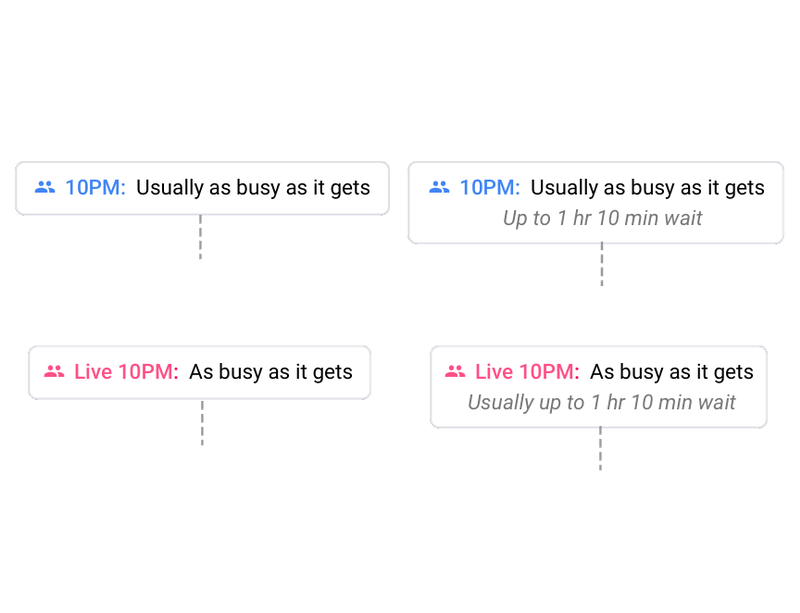 10PM: Usually as busy as it gets
10PM: Usually as busy as it gets
Up to 1 hr 10 min wait
Live 10PM: As busy as it gets
Live 10PM: As busy as it gets
Usually up to 1 hr 10 min wait